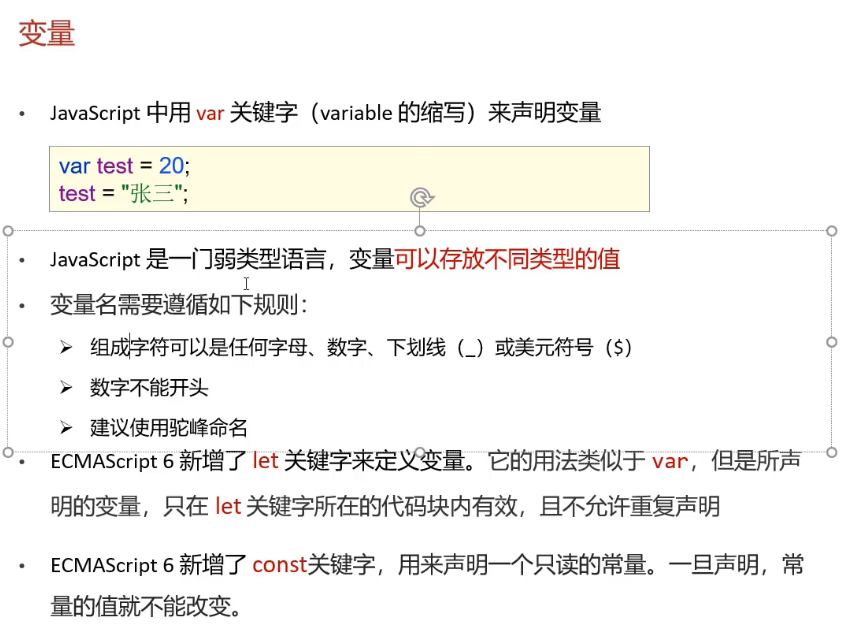 变量
• JavaScript 中用 var 关键字（variable 的缩写）来声明变量
var test = 20;
test = "张三";
• JavaScript 是一门弱类型语言，变量可以存放不同类型的值
• 变量名需要遵循如下规则：
➢ 组成字符可以是任何字母、数字、下划线（_）或美元符号（$）
➢ 数字不能开头
➢ 建议使用驼峰命名
• ECMAScript 6 新增了 let 关键字来定义变量。它的用法类似于 var，但是所声
明的变量，只在 let 关键字所在的代码块内有效，且不允许重复声明
• ECMAScript 6 新增了 const关键字，用来声明一个只读的常量。一旦声明，常
量的值就不能改变。